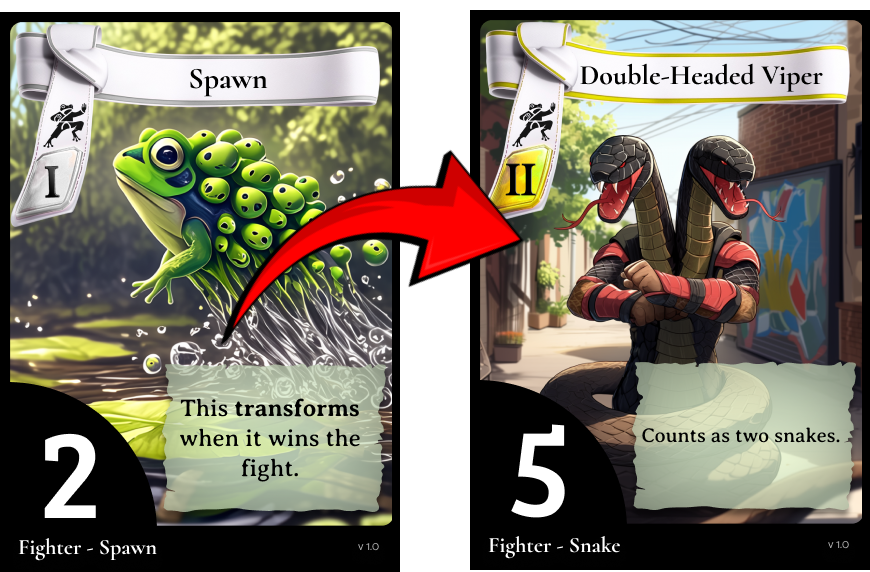 Spawn
I
This transforms
when it wins the
fight.
2
Fighter - Spawn
v 1.0
Double-Headed Viper
II
Counts as two snakes.
5
Fighter - Snake
v 1.0